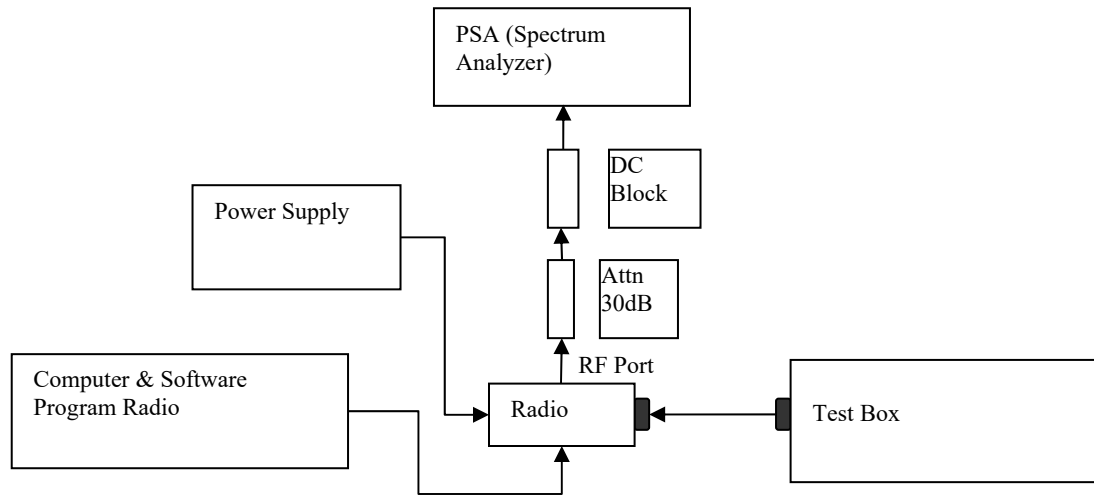 PSA (Spectrum
Analyzer)
DC
Block
Power Supply
Attn
30dB
RF Port
Computer & Software
Program Radio
Radio
Test Box